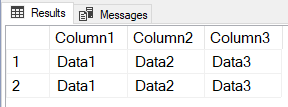 Results Messages
Column1 Column2 Column3
1 Data1 Data2 Data3
2 Data1 Data2 Data3